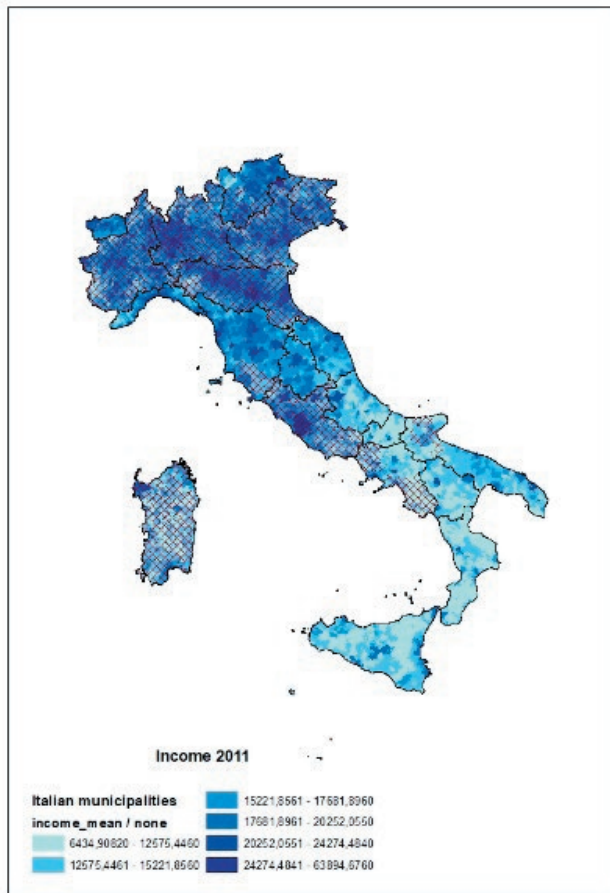 Income 2011
Italian municipalities
income_mean / none
6434,90820 - 12575,4460
12575,4461 - 15221,8560
15221,8561 - 17681,8960
17681,8961 - 20252,0550
20252,0551 - 24274,4840
24274,4841 - 63894,6760